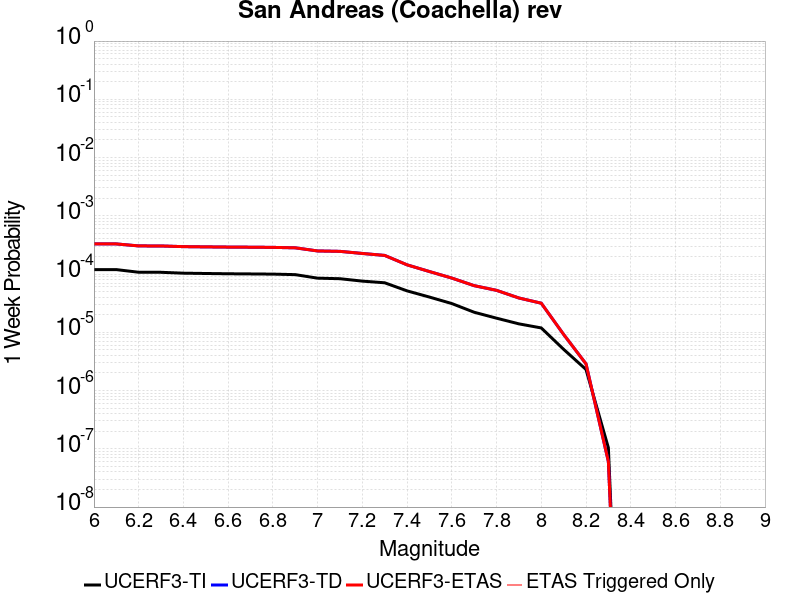 San Andreas (Coachella) rev
10^0
10^-1
10^-2
10^-3
10^-4
10^-5
10^-6
10^-7
10^-8
1 Week Probability
6 6.2 6.4 6.6 6.8 7 7.2 7.4 7.6 7.8 8 8.2 8.4 8.6 8.8 9
Magnitude
UCERF3-TI UCERF3-TD UCERF3-ETAS ETAS Triggered Only